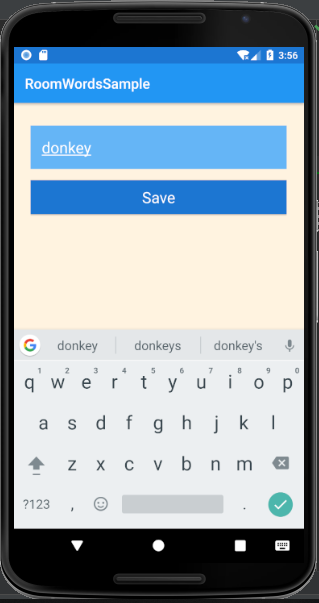 3:56
RoomWordsSample
donkey
Save
G donkey donkeys donkey's
1 2 3 4 5 6 7 8 9 0
q w e r t y u i o p
a s d f g h j k l
z x c v b n m
?123 , .